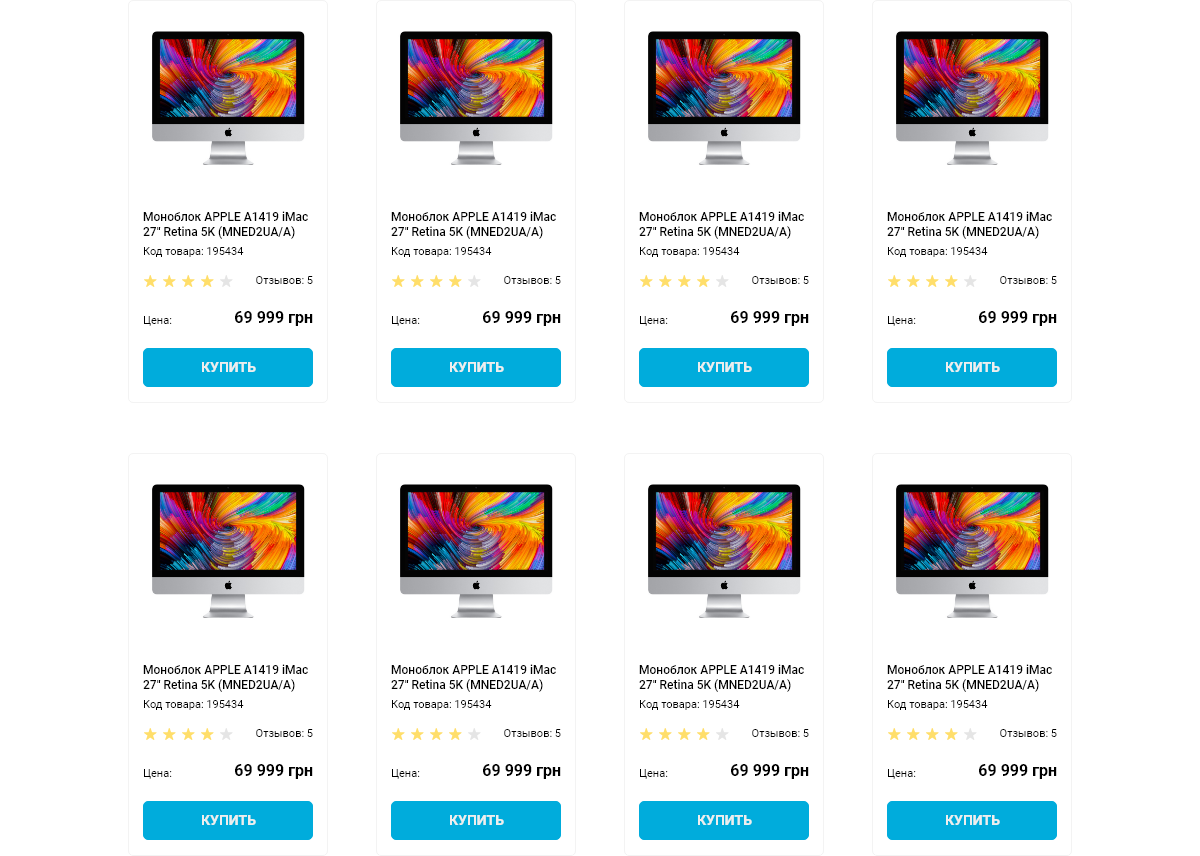 Моноблок APPLE A1419 iMac
27" Retina 5K (MNED2UA/A)
Код товара: 195434
Отзывов: 5
Цена: 69 999 грн
КУПИТЬ
Моноблок APPLE A1419 iMac
27" Retina 5K (MNED2UA/A)
Код товара: 195434
Отзывов: 5
Цена: 69 999 грн
КУПИТЬ
Моноблок APPLE A1419 iMac
27" Retina 5K (MNED2UA/A)
Код товара: 195434
Отзывов: 5
Цена: 69 999 грн
КУПИТЬ
Моноблок APPLE A1419 iMac
27" Retina 5K (MNED2UA/A)
Код товара: 195434
Отзывов: 5
Цена: 69 999 грн
КУПИТЬ
Моноблок APPLE A1419 iMac
27" Retina 5K (MNED2UA/A)
Код товара: 195434
Отзывов: 5
Цена: 69 999 грн
КУПИТЬ
Моноблок APPLE A1419 iMac
27" Retina 5K (MNED2UA/A)
Код товара: 195434
Отзывов: 5
Цена: 69 999 грн
КУПИТЬ
Моноблок APPLE A1419 iMac
27" Retina 5K (MNED2UA/A)
Код товара: 195434
Отзывов: 5
Цена: 69 999 грн
КУПИТЬ
Моноблок APPLE A1419 iMac
27" Retina 5K (MNED2UA/A)
Код товара: 195434
Отзывов: 5
Цена: 69 999 грн
КУПИТЬ